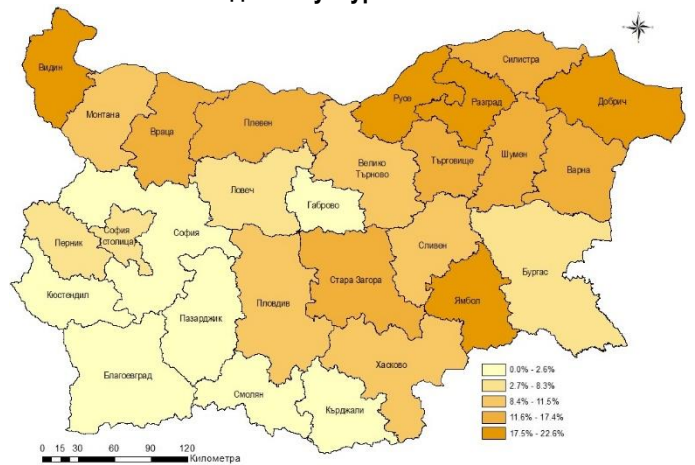 Видин
Монтана
Враца
Плевен
Русе
Разград
Силистра
Добрич
Шумен
Варна
Търговище
Велико
Търново
Ловеч
Габрово
София
София
(столица)
Перник
Кюстендил
Пазарджик
Пловдив
Стара Загора
Сливен
Бургас
Ямбол
Хасково
Благоевград
Смолян
Кърджали
0.0% - 2.6%
2.7% - 8.3%
8.4% - 11.5%
11.6% - 17.4%
17.5% - 22.6%
0 15 30 60 90 120
Километра